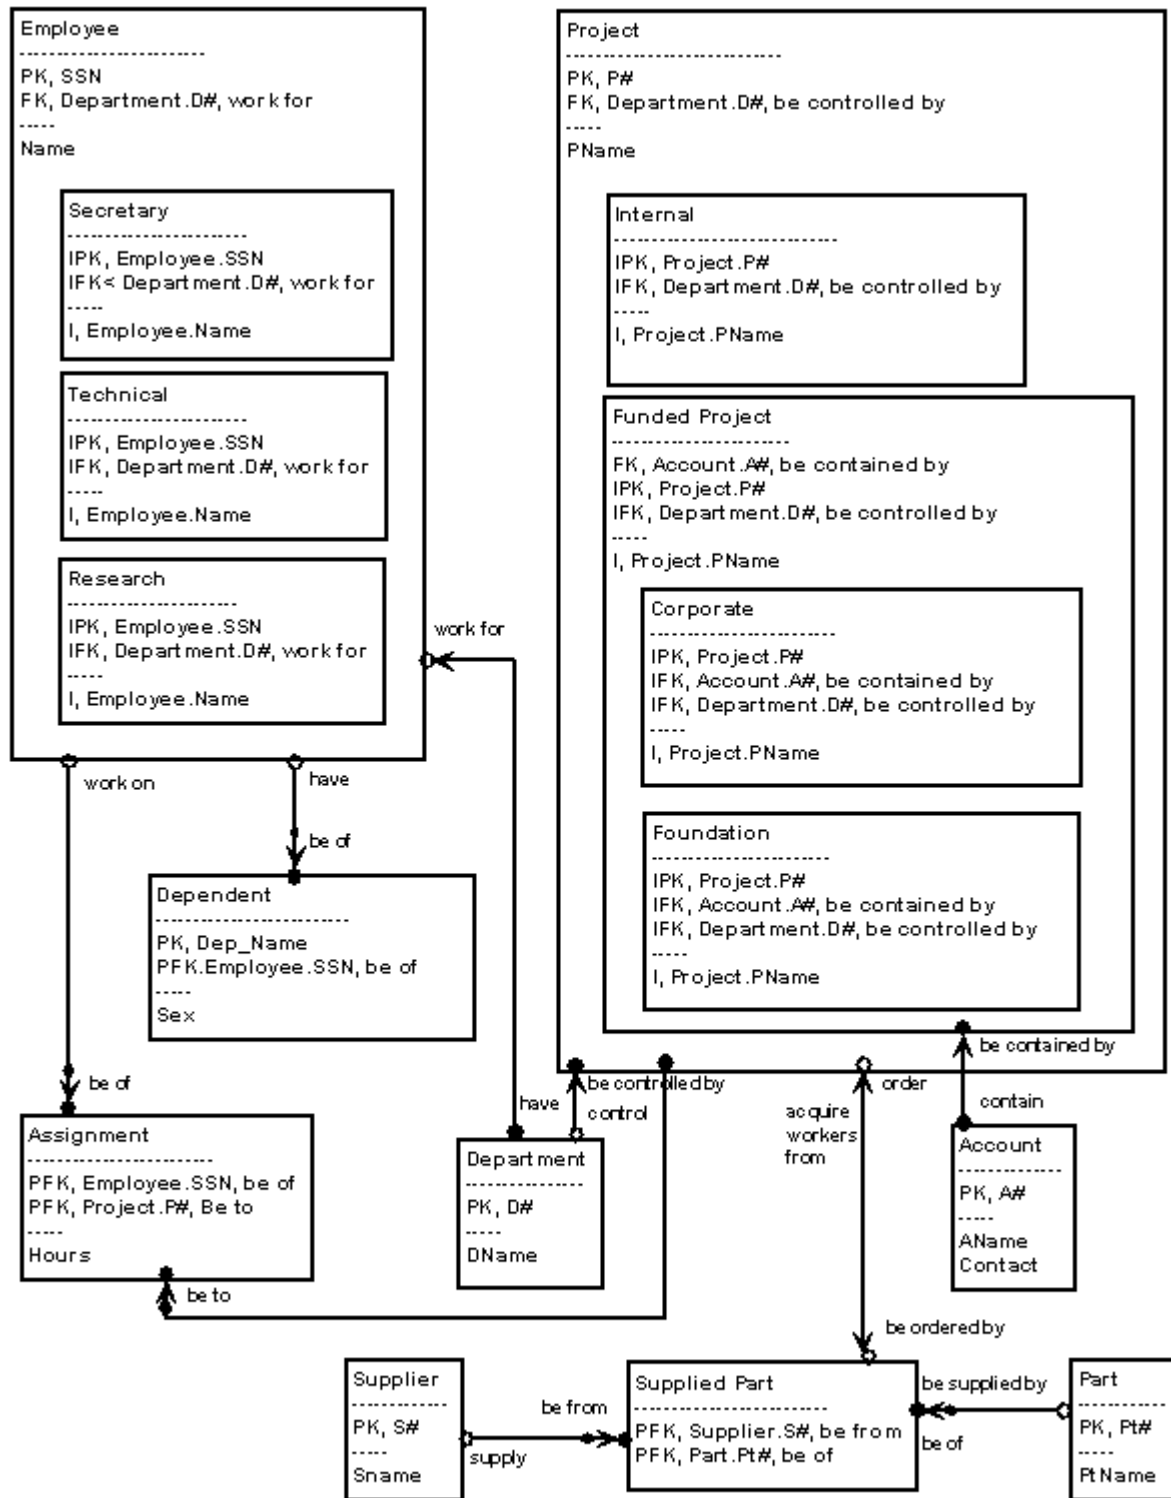 Employee
-------------------------
PK, SSN
FK, Department.D#, work for
-----
Name
Secretary
-------------------------
IPK, Employee.SSN
IFK< Department.D#, work for
-----
I, Employee.Name
Technical
-------------------------
IPK, Employee.SSN
IFK, Department.D#, work for
-----
I, Employee.Name
Research
-----------------------
IPK, Employee.SSN
IFK, Department.D#, work for
-----
I, Employee.Name
work for
work on
have
be of
Dependent
--------------------------
PK, Dep_Name
PFK.Employee.SSN, be of
-----
Sex
be of
Assignment
-------------------------
PFK, Employee.SSN, be of
PFK, Project.P#, Be to
-----
Hours
be to
Project
-------------------------
PK, P#
FK, Department.D#, be controlled by
-----
PName
Internal
------------------------------
IPK, Project.P#
IFK, Department.D#, be controlled by
-----
I, Project.PName
Funded Project
------------------------
FK, Account.A#, be contained by
IPK, Project.P#
IFK, Department.D#, be controlled by
-----
I, Project.PName
Corporate
-------------------------
IPK, Project.P#
IFK, Account.A#, be contained by
IFK, Department.D#, be controlled by
-----
I, Project.PName
Foundation
------------------------
IPK, Project.P#
IFK, Account.A#, be contained by
IFK, Department.D#, be controlled by
-----
I, Project.PName
be contained by
be controlled by
order
have
control
acquire
workers
from
contain
Department
----------------
PK, D#
-----
DName
Account
--------------
PK, A#
-----
AName
Contact
be ordered by
Supplier
-------------
PK, S#
-----
Sname
be from
supply
Supplied Part
--------------------------
PFK, Supplier.S#, be from
PFK, Part.Pt#, be of
be supplied by
be of
Part
------------
PK, Pt#
-----
PtName